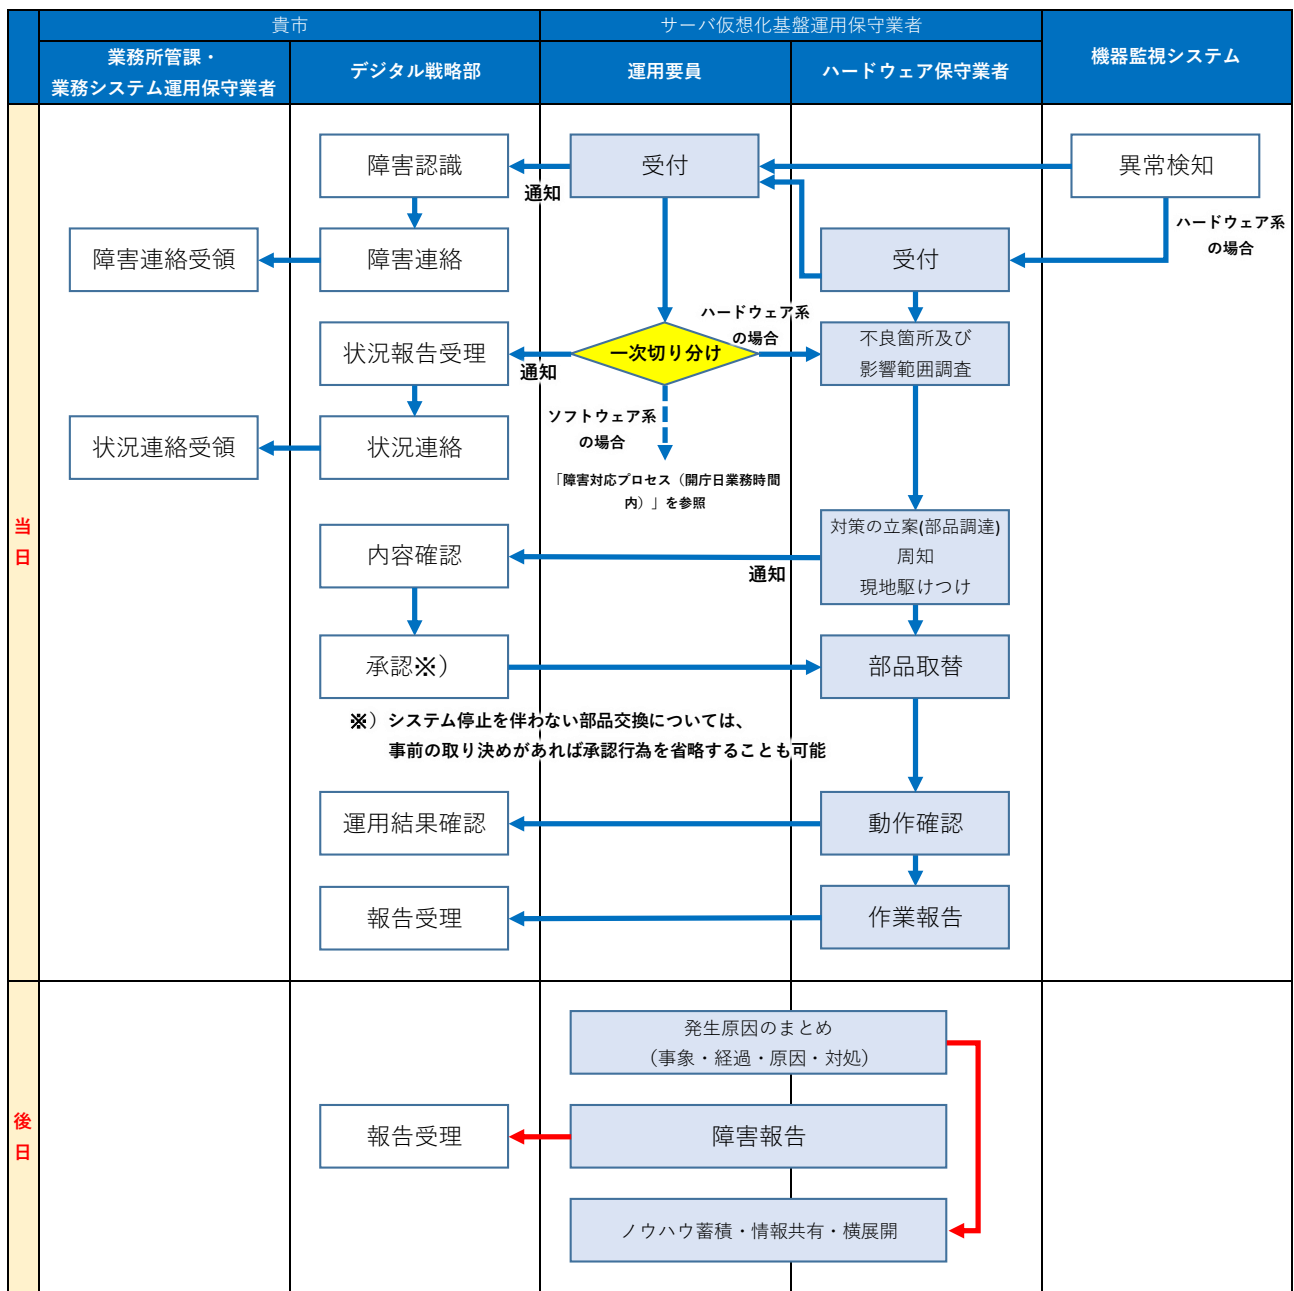 貴市
サーバ仮想化基盤運用保守業者
機器監視システム
業務所管課・
業務システム運用保守業者
デジタル戦略部
運用要員
ハードウェア保守業者
当
日
障害認識
通知
受付
異常検知
ハードウェア系
の場合
障害連絡受領
障害連絡
受付
状況報告受理
通知
一次切り分け
ハードウェア系
の場合
不良箇所及び
影響範囲調査
ソフトウェア系
の場合
状況連絡受領
状況連絡
「障害対応プロセス（開庁日業務時間
内）」を参照
内容確認
通知
対策の立案(部品調達)
周知
現地駆けつけ
承認※）
部品取替
※）システム停止を伴わない部品交換については、
事前の取り決めがあれば承認行為を省略することも可能
運用結果確認
動作確認
報告受理
作業報告
後
日
発生原因のまとめ
（事象・経過・原因・対処）
報告受理
障害報告
ノウハウ蓄積・情報共有・横展開